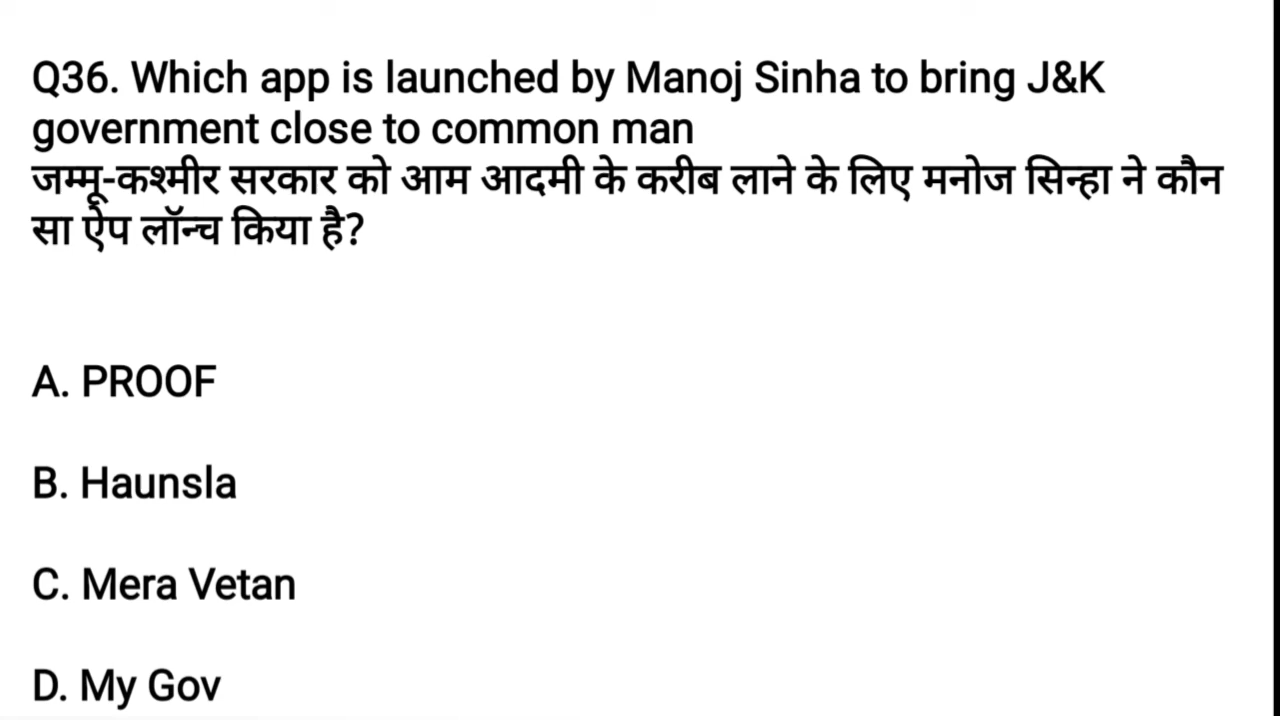 Q36. Which app is launched by Manoj Sinha to bring J&K
government close to common man
जम्मू-कश्मीर सरकार को आम आदमी के करीब लाने के लिए मनोज सिन्हा ने कौन
सा ऐप लॉन्च किया है?
A. PROOF
B. Haunsla
C. Mera Vetan
D. My Gov